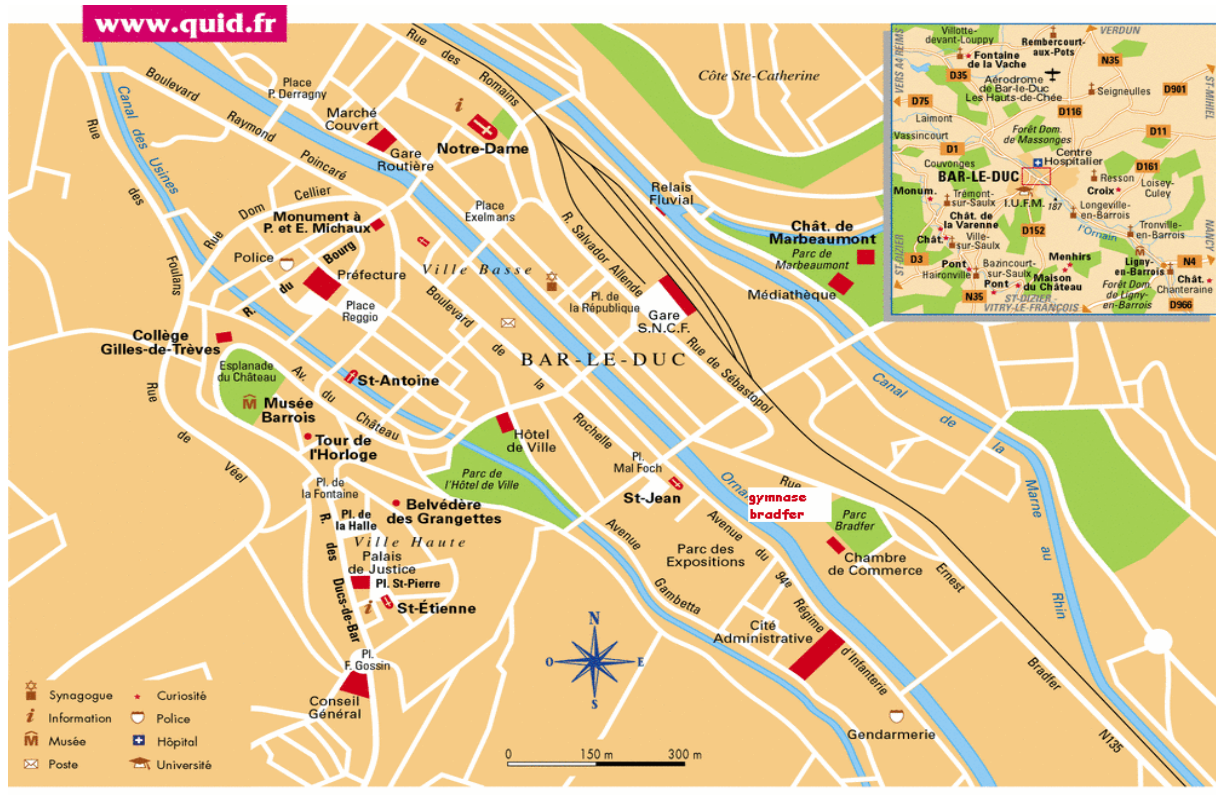 www.quid.fr
Rue
des
Romains
Côte Ste-Catherine
Boulevard
Raymond
Poincaré
Place
P. Derragny
Marché
Couvert
Gare
Routière
Notre-Dame
Canal des Usines
Rue
des
Foulans
Rue
Dom
Cellier
Monument à
P. et E. Michaux
Place
Exelmans
Relais
Fluvial
Chât. de
Marbeaumont
Parc de
Marbeaumont
Médiathèque
R. Salvador Allende
Police
R.
du
Bourg
Préfecture
Place
Reggio
Ville Basse
Pl. de
la République
Gare
S.N.C.F.
Rue de Sébastopol
Collège
Gilles-de-Trèves
Esplanade
du Château
Musée
Barrois
Av.
du
Château
St-Antoine
BAR-LE-DUC
Boulevard
de
la
Rochelle
Canal
de
la
Marne
au
Rhin
Rue
de
Véel
Tour de
l'Horloge
Hôtel
de Ville
Parc de
l'Hôtel de Ville
Pl.
Mal Foch
St-Jean
Pl. de
la Fontaine
Belvédère
des Grangettes
Pl. de
la Halle
Ville Haute
Palais
de Justice
Pl. St-Pierre
St-Étienne
R.
des
Ducs-de-Bar
Pl.
F. Gossin
Conseil
Général
Orna
gymnase
bradfer
Rue
Ernest
Bradfer
N135
Parc
Bradfer
Chambre
de Commerce
Parc des
Expositions
Avenue
Gambetta
Avenue
du
94e
Régime
d'Infanterie
Cité
Administrative
Gendarmerie
N
O
E
S
0 150 m 300 m
Synagogue
Curiosité
Information
Police
Musée
Hôpital
Poste
Université
Villotte-
devant-Louppy
Rembercourt-
aux-Pots
VERDUN
VERS A4 REIMS
Fontaine
de la Vache
N35
D35
Aérodrome
de Bar-le-Duc
Les Hauts-de-Chée
Seigneulles
D901
ST-MIHIEL
D75
D116
Laimont
Vassincourt
Forêt Dom.
de Massonges
D11
D1
Couvonges
Centre
Hospitalier
BAR-LE-DUC
D161
Resson
Loisey-
Culey
Monum.
Trémont-
sur-Saulx
I.U.F.M.
187
Croix
Longeville-
en-Barrois
Chât. de
la Varenne
Tronville-
en-Barrois
l'Ornain
NANCY
Chât.
Ville-
sur-Saulx
D152
D3
ST-DIZIER
Pont
Haironville
Bazincourt-
sur-Saulx
Menhirs
Maison
du Château
Ligny-
en-Barrois
N4
Chât.
Chanteraine
Pont
N35
Forêt Dom.
de Ligny-
en-Barrois
ST-DIZIER -
VITRY-LE-FRANÇOIS
D966